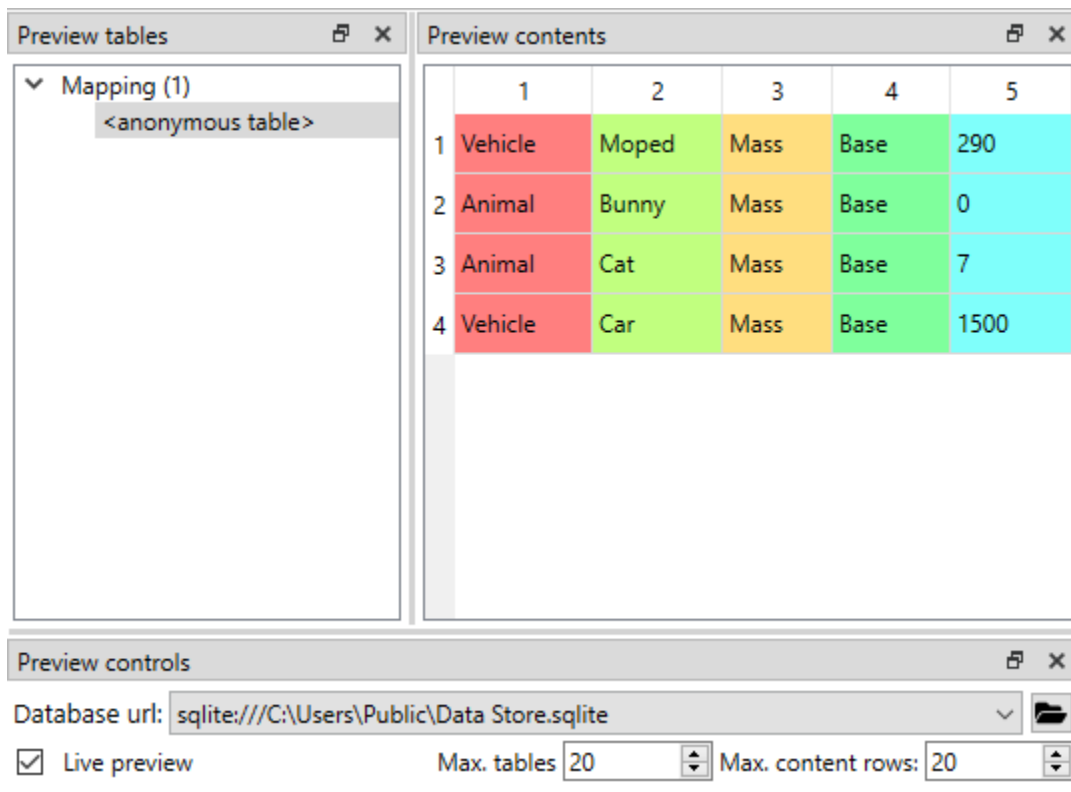 Preview tables
Mapping (1)
<anonymous table>
Preview contents
1 2 3 4 5
1 Vehicle Moped Mass Base 290
2 Animal Bunny Mass Base 0
3 Animal Cat Mass Base 7
4 Vehicle Car Mass Base 1500
Preview controls
Database url: sqlite:///C:\Users\Public\Data Store.sqlite
Live preview Max. tables 20 Max. content rows: 20